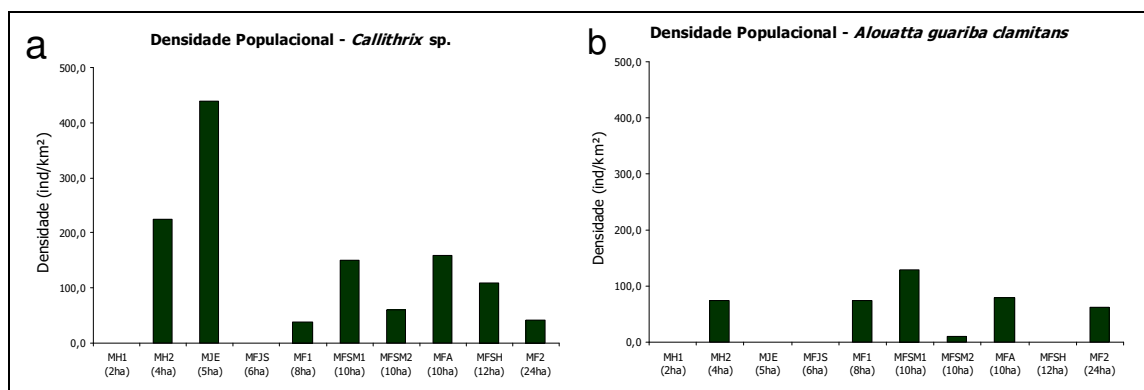 a
Densidade Populacional - Callithrix sp.
Densidade (ind/km²)
500,0
400,0
300,0
200,0
100,0
0,0
MH1 MH2 MJE MFJS MF1 MFSM1 MFSM2 MFA MFSH MF2
(2ha) (4ha) (5ha) (6ha) (8ha) (10ha) (10ha) (10ha) (12ha) (24ha)
b
Densidade Populacional - Alouatta guariba clamitans
Densidade (ind/km²)
500,0
400,0
300,0
200,0
100,0
0,0
MH1 MH2 MJE MFJS MF1 MFSM1 MFSM2 MFA MFSH MF2
(2ha) (4ha) (5ha) (6ha) (8ha) (10ha) (10ha) (10ha) (12ha) (24ha)